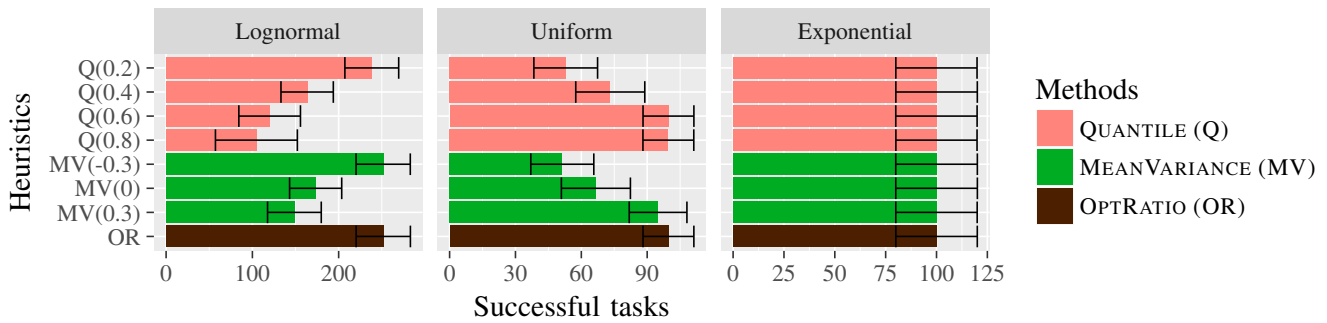 Lognormal Uniform Exponential
Heuristics
Q(0.2)
Q(0.4)
Q(0.6)
Q(0.8)
MV(-0.3)
MV(0)
MV(0.3)
OR
0 100 200 0 30 60 90 0 25 50 75 100 125
Successful tasks
Methods
QUANTILE (Q)
MEANVARIANCE (MV)
OPTRATIO (OR)